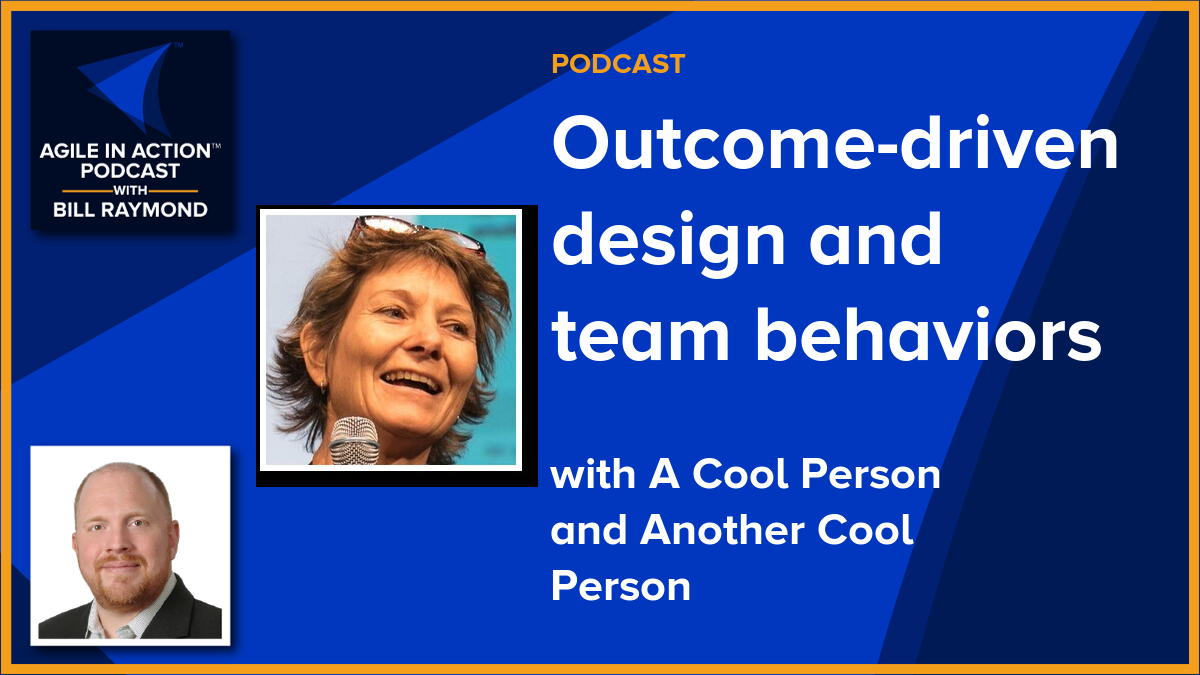 AGILE IN ACTION™
PODCAST
WITH
BILL RAYMOND
PODCAST
Outcome-driven
design and
team behaviors
with A Cool Person
and Another Cool
Person